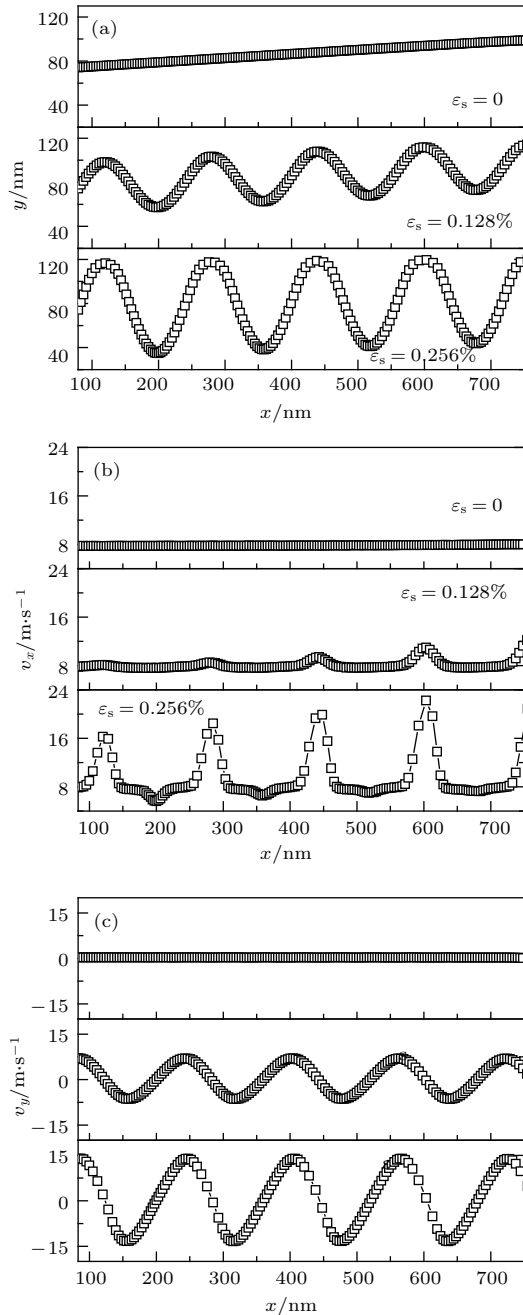 (a)
120
80
40
εs = 0
120
80
40
εs = 0.128%
120
80
40
εs = 0.256%
y/nm
100 200 300 400 500 600 700
x/nm
(b)
24
16
8
εs = 0
24
16
8
εs = 0.128%
24
16
8
εs = 0.256%
vx/m·s−1
100 200 300 400 500 600 700
x/nm
(c)
15
0
−15
15
0
−15
15
0
−15
vy/m·s−1
100 200 300 400 500 600 700
x/nm